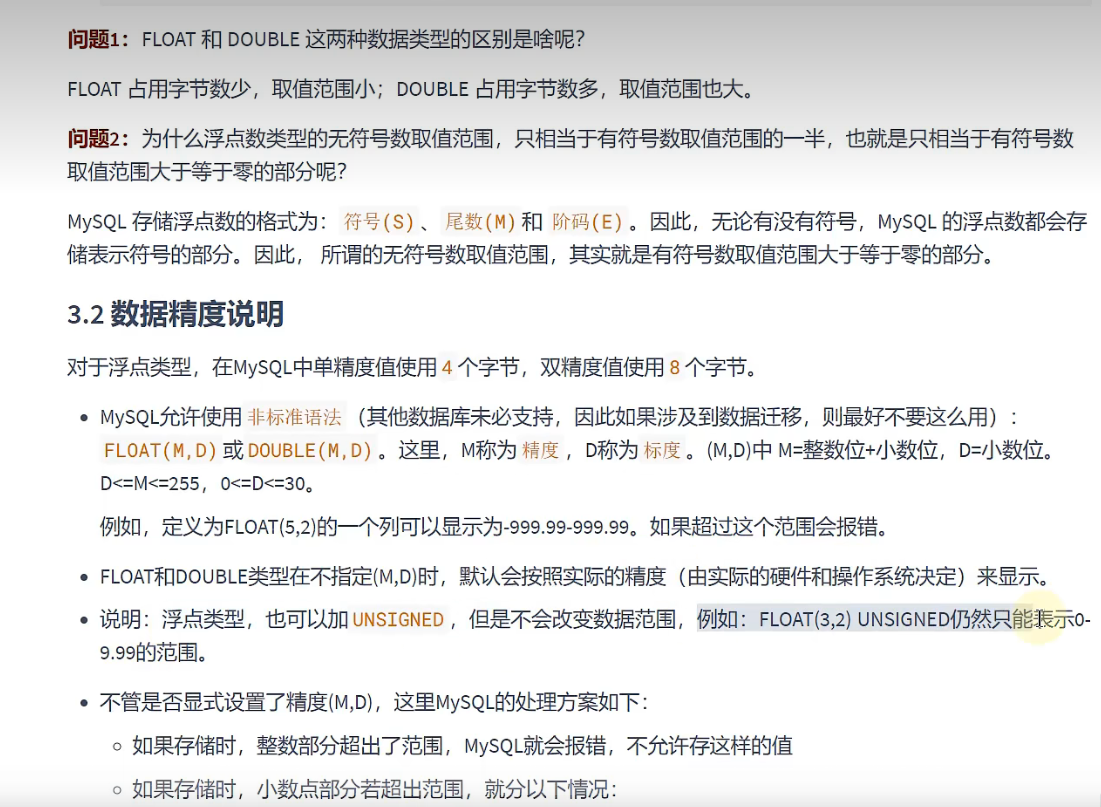 问题1：FLOAT 和 DOUBLE 这两种数据类型的区别是啥呢？
FLOAT 占用字节数少，取值范围小；DOUBLE 占用字节数多，取值范围也大。
问题2：为什么浮点数类型的无符号数取值范围，只相当于有符号数取值范围的一半，也就是只相当于有符号数
取值范围大于等于零的部分呢？
MySQL 存储浮点数的格式为： 符号(S) 、 尾数(M) 和 阶码(E) 。因此，无论有没有符号，MySQL 的浮点数都会存
储表示符号的部分。因此， 所谓的无符号数取值范围，其实就是有符号数取值范围大于等于零的部分。
3.2 数据精度说明
对于浮点类型，在MySQL中单精度值使用 4 个字节，双精度值使用 8 个字节。
• MySQL允许使用 非标准语法 （其他数据库未必支持，因此如果涉及到数据迁移，则最好不要这么用）：
FLOAT(M,D) 或 DOUBLE(M,D) 。这里，M称为 精度 ，D称为 标度 。(M,D)中 M=整数位+小数位，D=小数位。
D<=M<=255，0<=D<=30。
例如，定义为FLOAT(5,2)的一个列可以显示为-999.99-999.99。如果超过这个范围会报错。
• FLOAT和DOUBLE类型在不指定(M,D)时，默认会按照实际的精度（由实际的硬件和操作系统决定）来显示。
• 说明：浮点类型，也可以加 UNSIGNED ，但是不会改变数据范围，例如：FLOAT(3,2) UNSIGNED仍然只能表示0-
9.99的范围。
• 不管是否显式设置了精度(M,D)，这里MySQL的处理方案如下：
○ 如果存储时，整数部分超出了范围，MySQL就会报错，不允许存这样的值
○ 如果存储时，小数点部分若超出范围，就分以下情况：